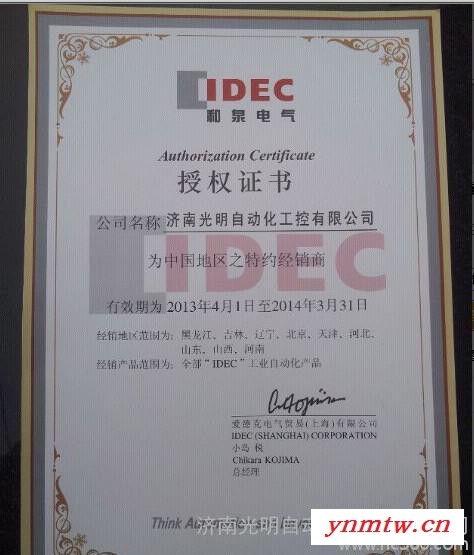 IDEC
和泉电气
Authorization Certificate
授权证书
公司名称 济南光明自动化工控有限公司
IDEC
为中国地区之特约经销商
有效期为 2013年4月1日至2014年3月31日
经销地区范围为: 黑龙江、吉林、辽宁、北京、天津、河北、
山东、山西、河南
经销产品范围为: 全部“IDEC”工业自动化产品
爱德克电气贸易(上海)有限公司
IDEC (SHANGHAI) CORPORATION
小岛 税
Chikara KOJIMA
总经理
Think Automation and
济南光明自动
ynmtw.cn